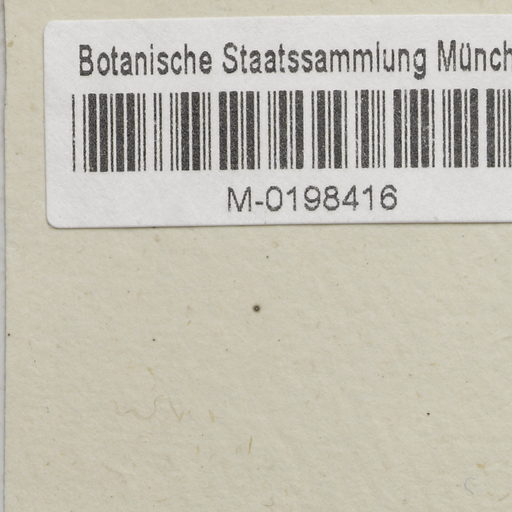 Botanische Staatssammlung Münch
M-0198416